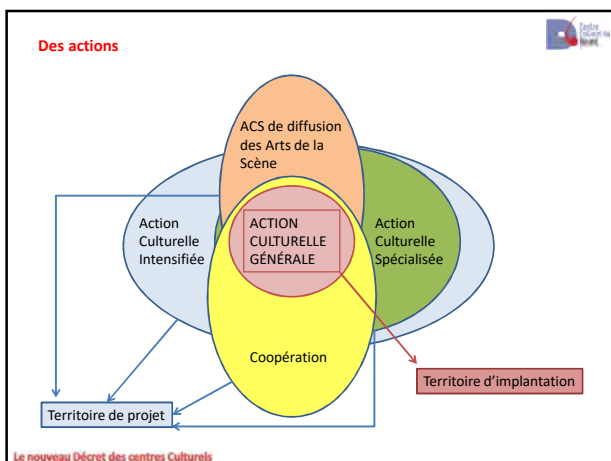 Des actions
Centre
ACS de diffusion
des Arts de la
Scène
Action
Culturelle
Intensifiée
ACTION
CULTURELLE
GÉNÉRALE
Action
Culturelle
Spécialisée
Coopération
Territoire d'implantation
Territoire de projet
Le nouveau Décret des centres Culturels